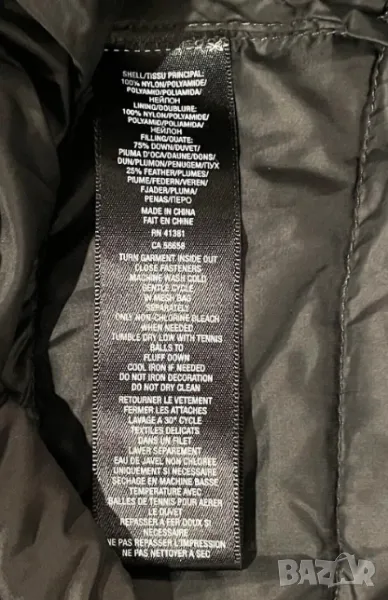 SHELL/TISSU PRINCIPAL:
100% NYLON/POLYAMIDE/
POLYAMID/POLIAMIDA/
НЕЙЛОН
LINING/DOUBLURE:
100% NYLON/POLYAMIDE/
POLYAMID/POLIAMIDA/
НЕЙЛОН
FILLING/OUATE:
75% DOWN/DUVET/
PIUMA D'OCA/DAUNE/DONS/
DUN/PLUMON/PENUGEM/ПУХ
25% FEATHER/PLUMES/
PIUME/FEDERN/VEREN/
FJADER/PLUMA/
PENAS/ПЕРО
MADE IN CHINA
FAIT EN CHINE
RN 41381
CA 56658
TURN GARMENT INSIDE OUT
CLOSE FASTENERS
MACHINE WASH COLD
GENTLE CYCLE
IN MESH BAG
SEPARATELY
ONLY NON-CHLORINE BLEACH
WHEN NEEDED
TUMBLE DRY LOW WITH TENNIS
BALLS TO
FLUFF DOWN
COOL IRON IF NEEDED
DO NOT IRON DECORATION
DO NOT DRY CLEAN
RETOURNER LE VETEMENT
FERMER LES ATTACHES
LAVAGE A 30° CYCLE
TEXTILES DELICATS
DANS UN FILET
LAVER SEPAREMENT
EAU DE JAVEL NON CHLOREE
UNIQUEMENT SI NECESSAIRE
SECHAGE EN MACHINE BASSE
TEMPERATURE AVEC
BALLES DE TENNIS POUR AERER
LE DUVET
REPASSER A FER DOUX SI
NECESSAIRE
NE PAS REPASSER L'IMPRIME
NE PAS NETTOYER A SEC
BAZAR